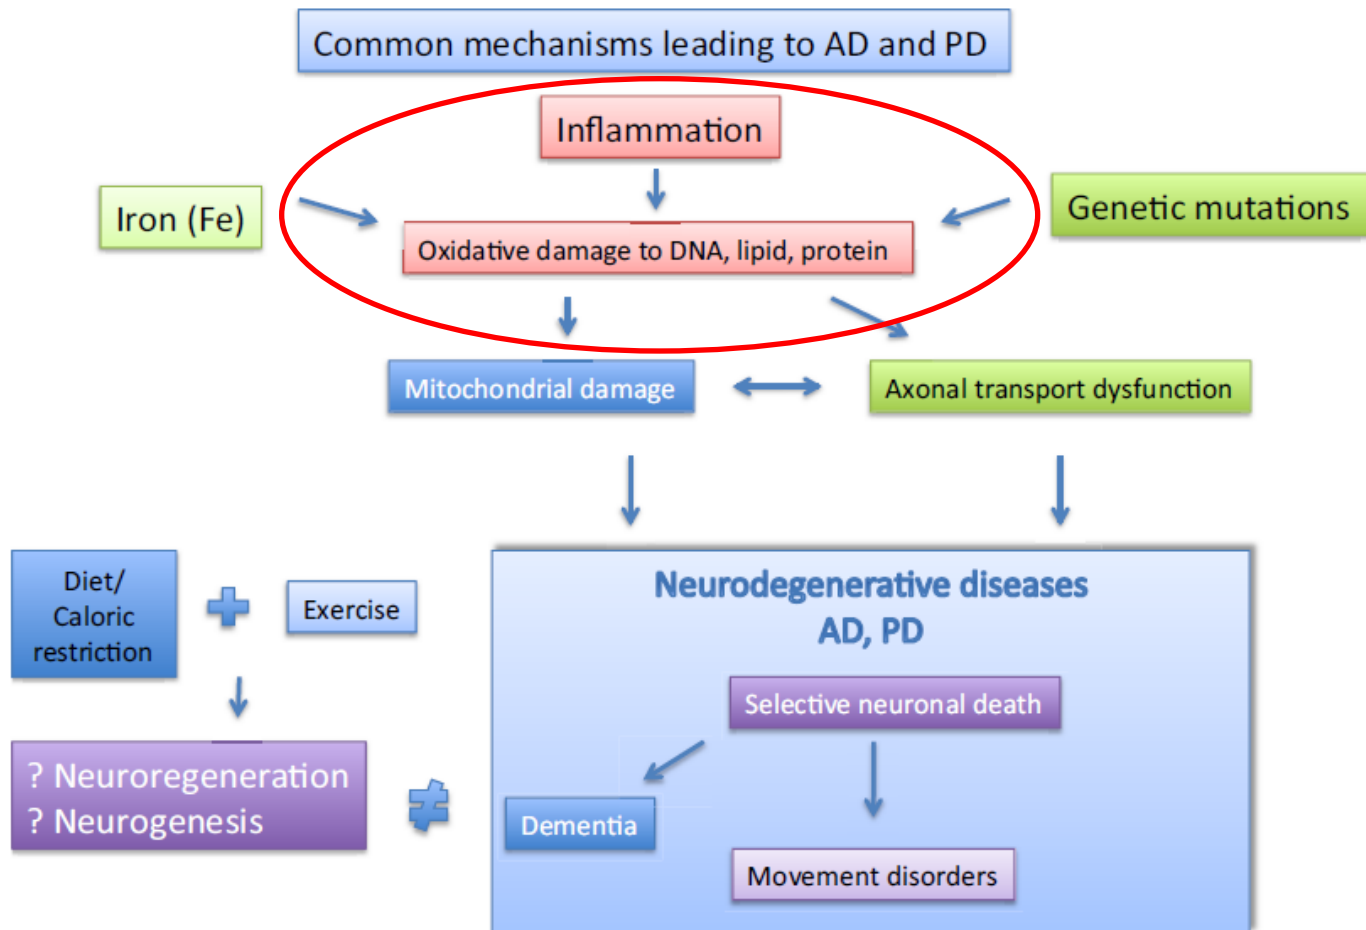 Common mechanisms leading to AD and PD
Inflammation
Iron (Fe)
Genetic mutations
Oxidative damage to DNA, lipid, protein
Mitochondrial damage
Axonal transport dysfunction
Diet/
Caloric
restriction
Exercise
? Neuroregeneration
? Neurogenesis
≠
Neurodegenerative diseases
AD, PD
Selective neuronal death
Dementia
Movement disorders